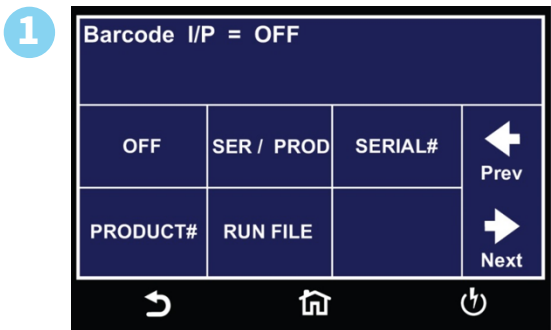 1
Barcode I/P = OFF
OFF
SER / PROD
SERIAL#
Prev
PRODUCT#
RUN FILE
Next